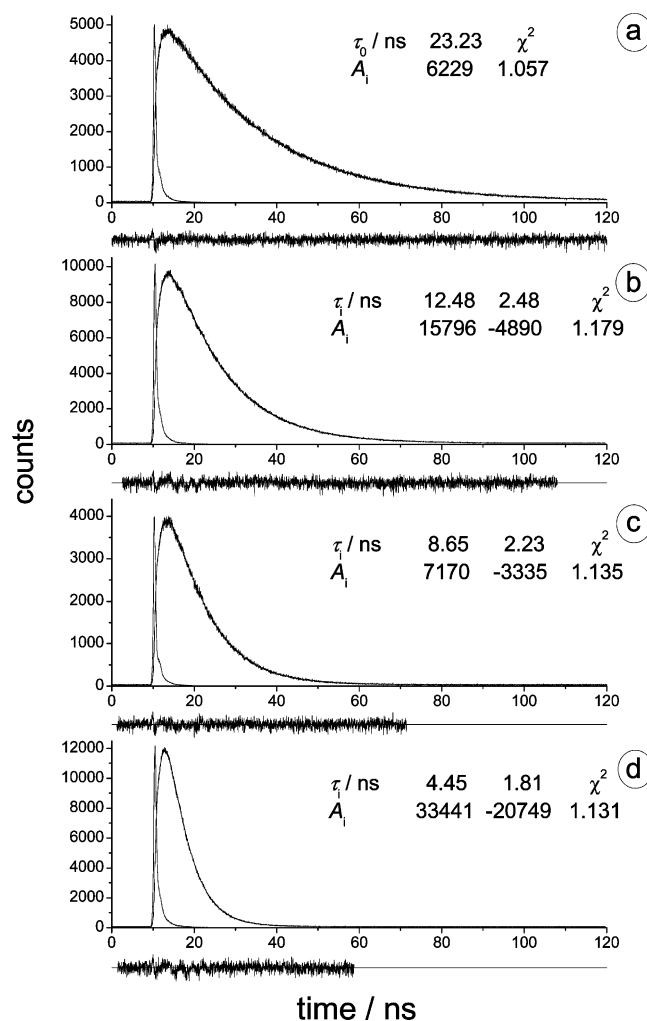 a
τ0 / ns 23.23 χ2
Ai 6229 1.057
5000
4000
3000
2000
1000
0
0 20 40 60 80 100 120
b
τi / ns 12.48 2.48 χ2
Ai 15796 -4890 1.179
10000
8000
6000
4000
2000
0
0 20 40 60 80 100 120
counts
c
τi / ns 8.65 2.23 χ2
Ai 7170 -3335 1.135
4000
3000
2000
1000
0
0 20 40 60 80 100 120
d
τi / ns 4.45 1.81 χ2
Ai 33441 -20749 1.131
12000
10000
8000
6000
4000
2000
0
0 20 40 60 80 100 120
time / ns